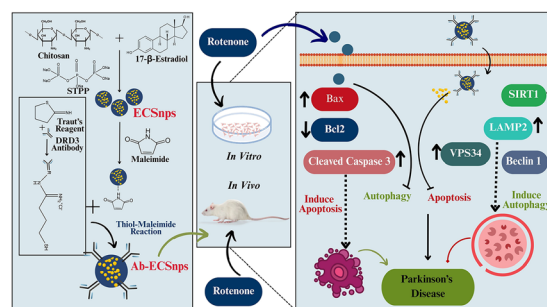 Chitosan
+
17-β-Estradiol
STPP
ECSnps
Traut's
Reagent
+
DRD3
Antibody
Maleimide
+
Thiol-Maleimide
Reaction
Ab-ECSnps
Rotenone
In Vitro
In Vivo
Rotenone
Bax
Bcl2
Cleaved Caspase 3
Induce
Apoptosis
Autophagy
Apoptosis
SIRT1
LAMP2
VPS34
Beclin 1
Induce
Autophagy
Parkinson's
Disease